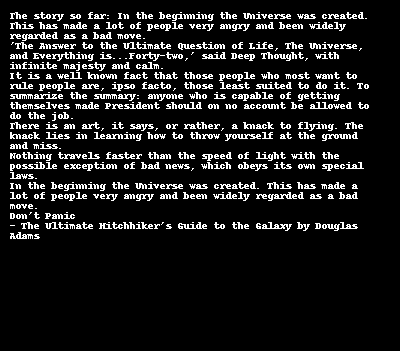 The story so far: In the beginning the Universe was created.
This has made a lot of people very angry and been widely
regarded as a bad move.
'The Answer to the Ultimate Question of Life, The Universe,
and Everything is...Forty-two,' said Deep Thought, with
infinite majesty and calm.
It is a well known fact that those people who most want to
rule people are, ipso facto, those least suited to do it. To
summarize the summary: anyone who is capable of getting
themselves made President should on no account be allowed to
do the job.
There is an art, it says, or rather, a knack to flying. The
knack lies in learning how to throw yourself at the ground
and miss.
Nothing travels faster than the speed of light with the
possible exception of bad news, which obeys its own special
laws.
In the beginning the Universe was created. This has made a
lot of people very angry and been widely regarded as a bad
move.
Don't Panic
- The Ultimate Hitchhiker's Guide to the Galaxy by Douglas
Adams